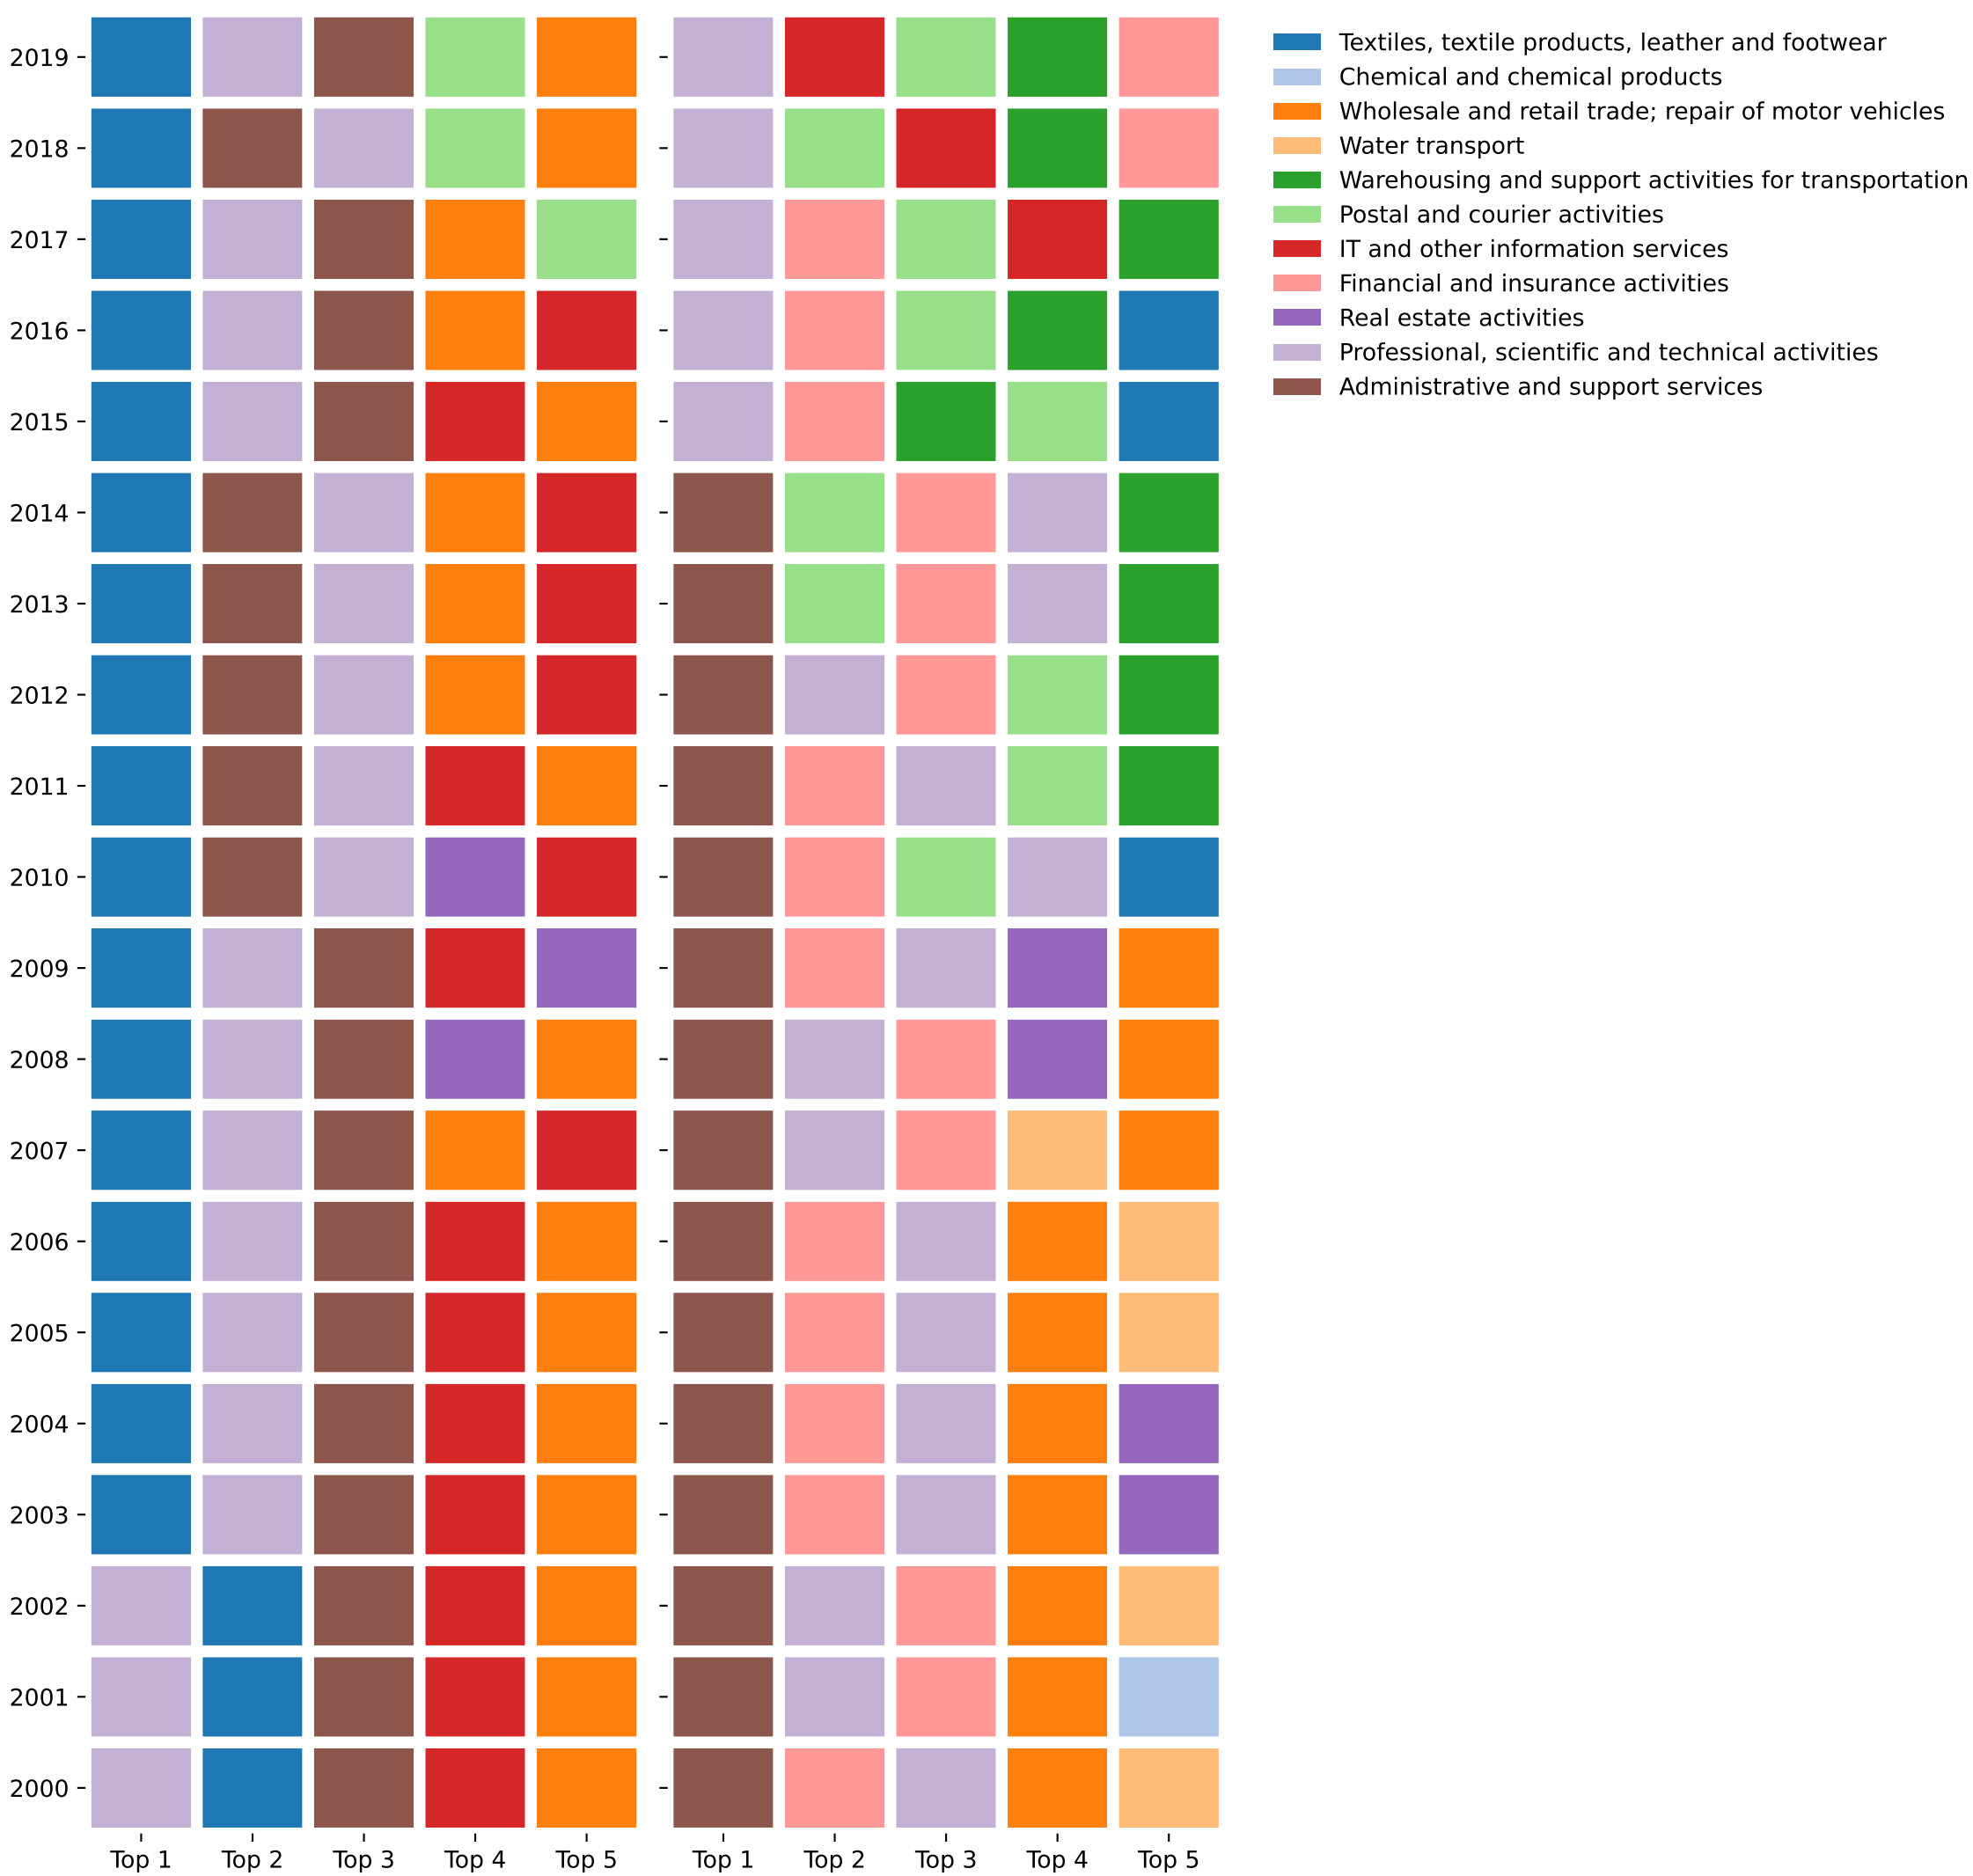 2019
2018
2017
2016
2015
2014
2013
2012
2011
2010
2009
2008
2007
2006
2005
2004
2003
2002
2001
2000
Top 1 Top 2 Top 3 Top 4 Top 5 Top 1 Top 2 Top 3 Top 4 Top 5
Textiles, textile products, leather and footwear
Chemical and chemical products
Wholesale and retail trade; repair of motor vehicles
Water transport
Warehousing and support activities for transportation
Postal and courier activities
IT and other information services
Financial and insurance activities
Real estate activities
Professional, scientific and technical activities
Administrative and support services